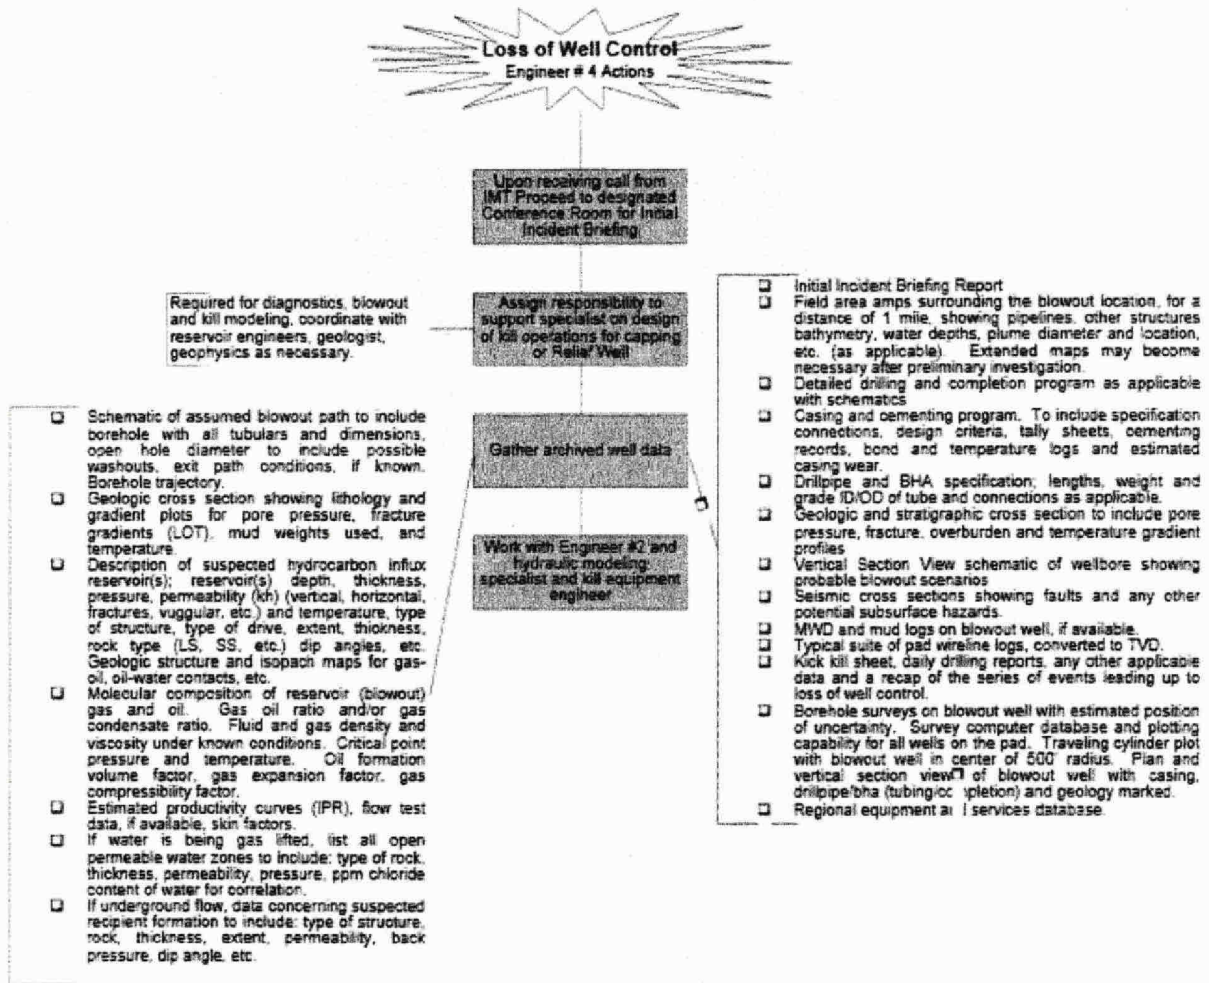 Loss of Well Control
Engineer # 4 Actions
Upon receiving call from
IMT Proceed to designated
Conference Room for Initial
Incident Briefing
Required for diagnostics, blowout
and kill modeling, coordinate with
reservoir engineers, geologist,
geophysics as necessary.
Assign responsibility to
support specialist on design
of kill operations for capping
or Relief Well
Gather archived well data
Work with Engineer #2 and
hydraulic modeling;
specialist and kill equipment
engineer
❑ Schematic of assumed blowout path to include
borehole with all tubulars and dimensions,
open hole diameter to include possible
washouts, exit path conditions, if known.
Borehole trajectory.
❑ Geologic cross section showing lithology and
gradient plots for pore pressure, fracture
gradients (LOT), mud weights used, and
temperature.
❑ Description of suspected hydrocarbon influx
reservoir(s); reservoir(s) depth, thickness,
pressure, permeability (kh) (vertical, horizontal,
fractures, vuggular, etc.) and temperature, type
of structure, type of drive, extent, thickness,
rock type (LS, SS, etc.) dip angles, etc.
Geologic structure and isopach maps for gas-
oil, oil-water contacts, etc.
❑ Molecular composition of reservoir (blowout)
gas and oil. Gas oil ratio and/or gas
condensate ratio. Fluid and gas density and
viscosity under known conditions. Critical point
pressure and temperature. Oil formation
volume factor, gas expansion factor, gas
compressibility factor.
❑ Estimated productivity curves (IPR), flow test
data, if available, skin factors.
❑ If water is being gas lifted, list all open
permeable water zones to include: type of rock,
thickness, permeability, pressure, ppm chloride
content of water for correlation.
❑ If underground flow, data concerning suspected
recipient formation to include: type of structure,
rock, thickness, extent, permeability, back
pressure, dip angle, etc.
❑ Initial Incident Briefing Report
❑ Field area amps surrounding the blowout location, for a
distance of 1 mile, showing pipelines, other structures
bathymetry, water depths, plume diameter and location,
etc. (as applicable). Extended maps may become
necessary after preliminary investigation.
❑ Detailed drilling and completion program as applicable
with schematics
❑ Casing and cementing program. To include specification
connections, design criteria, tally sheets, cementing
records, bond and temperature logs and estimated
casing wear.
❑ Drillpipe and BHA specification; lengths, weight and
grade ID/OD of tube and connections as applicable.
❑ Geologic and stratigraphic cross section to include pore
pressure, fracture, overburden and temperature gradient
profiles
❑ Vertical Section View schematic of wellbore showing
probable blowout scenarios
❑ Seismic cross sections showing faults and any other
potential subsurface hazards.
❑ MWD and mud logs on blowout well, if available.
❑ Typical suite of pad wireline logs, converted to TVD.
❑ Kick kill sheet, daily drilling reports, any other applicable
data and a recap of the series of events leading up to
loss of well control.
❑ Borehole surveys on blowout well with estimated position
of uncertainty. Survey computer database and plotting
capability for all wells on the pad. Traveling cylinder plot
with blowout well in center of 500' radius. Plan and
vertical section view of blowout well with casing,
drillpipe/bha (tubing/ and geology marked.
❑ Regional equipment services database.